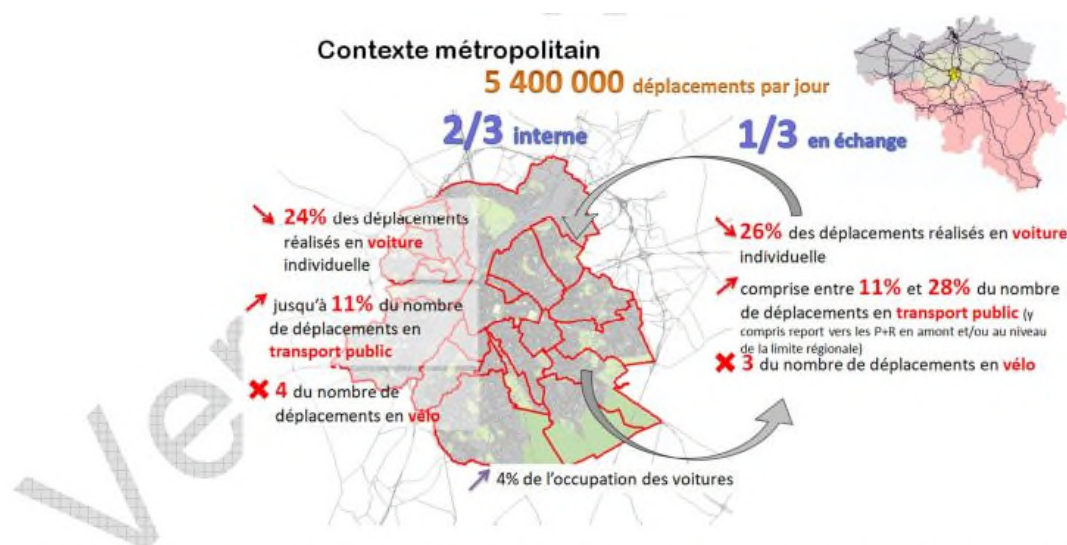 Contexte métropolitain
5 400 000 déplacements par jour
2/3 interne
1/3 en échange
24% des déplacements
réalisés en voiture
individuelle
jusqu'à 11% du nombre
de déplacements en
transport public
4 du nombre de
déplacements en vélo
26% des déplacements réalisés en voiture
individuelle
comprise entre 11% et 28% du nombre
de déplacements en transport public (y
compris report vers les P+R en amont et/ou au niveau
de la limite régionale)
3 du nombre de déplacements en vélo
4% de l'occupation des voitures
Ver